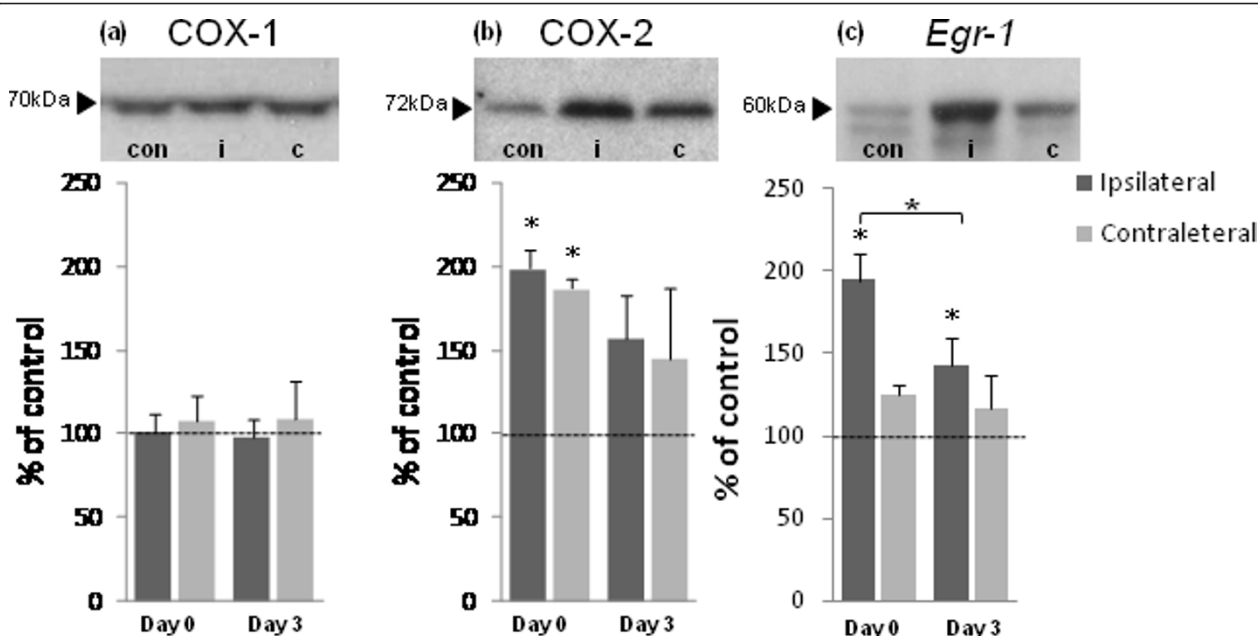 (a) COX-1
70kDa
con i c
250
200
150
100
50
0
% of control
Day 0 Day 3
(b) COX-2
72kDa
con i c
250
200
150
100
50
0
% of control
* *
Day 0 Day 3
(c) Egr-1
60kDa
con i c
250
200
150
100
50
0
% of control
*
* *
Day 0 Day 3
Ipsilateral
Contraleteral